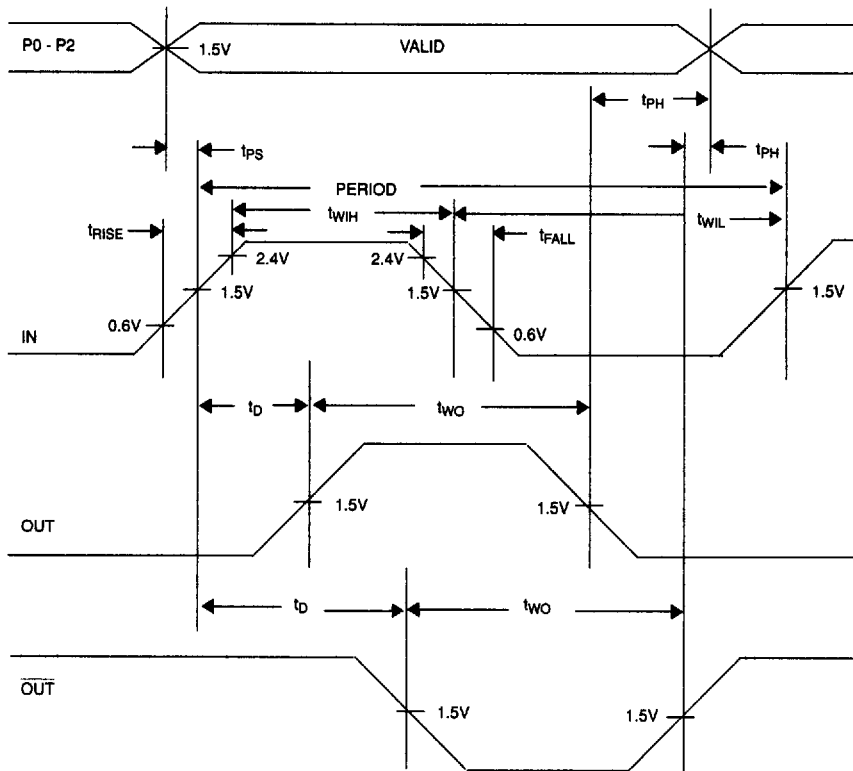 P0 - P2 1.5V VALID
tPH
tPS tPH
PERIOD
tRISE tWIH tFALL tWIL
2.4V 2.4V
1.5V 1.5V 1.5V
0.6V 0.6V
IN
tD tWO
1.5V 1.5V
OUT
tD tWO
OUT
1.5V 1.5V